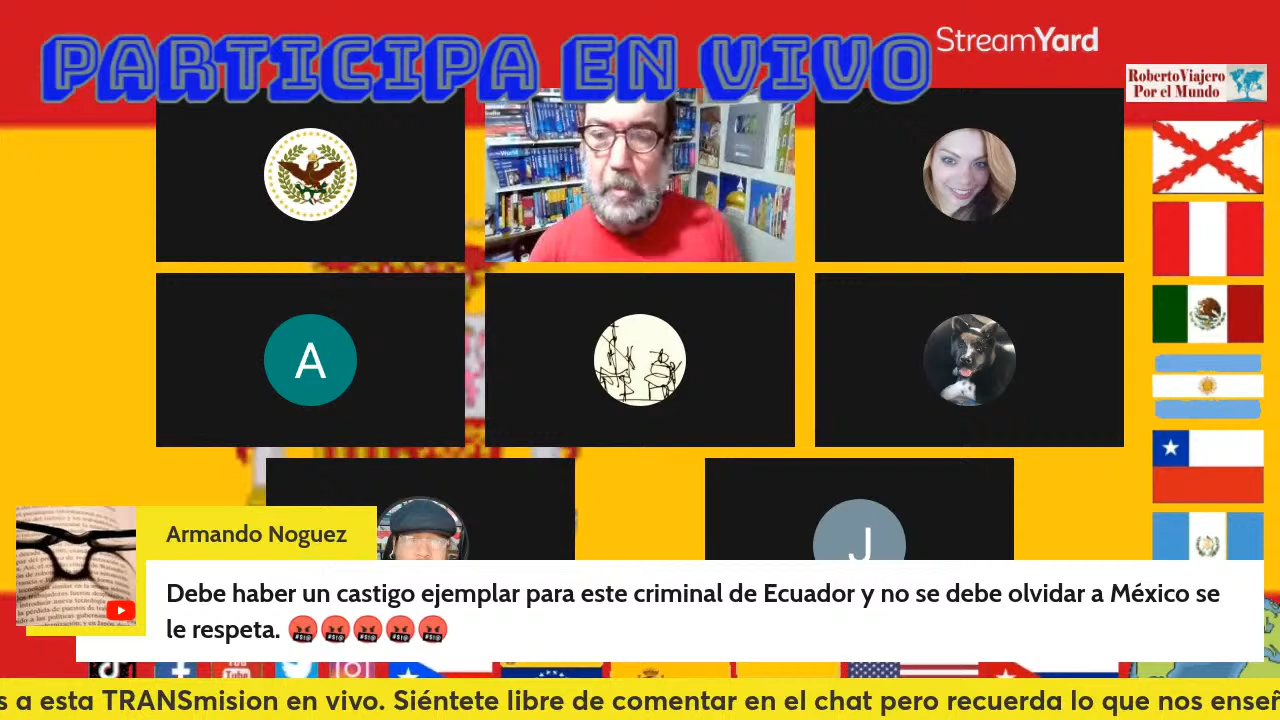 PARTICIPA EN VIVO
StreamYard
Roberto Viajero
Por el Mundo
A
J
Armando Noguez
Debe haber un castigo ejemplar para este criminal de Ecuador y no se debe olvidar a México se
le respeta. 🤬🤬🤬🤬🤬
s a esta TRANSmision en vivo. Siéntete libre de comentar en el chat pero recuerda lo que nos enseñ